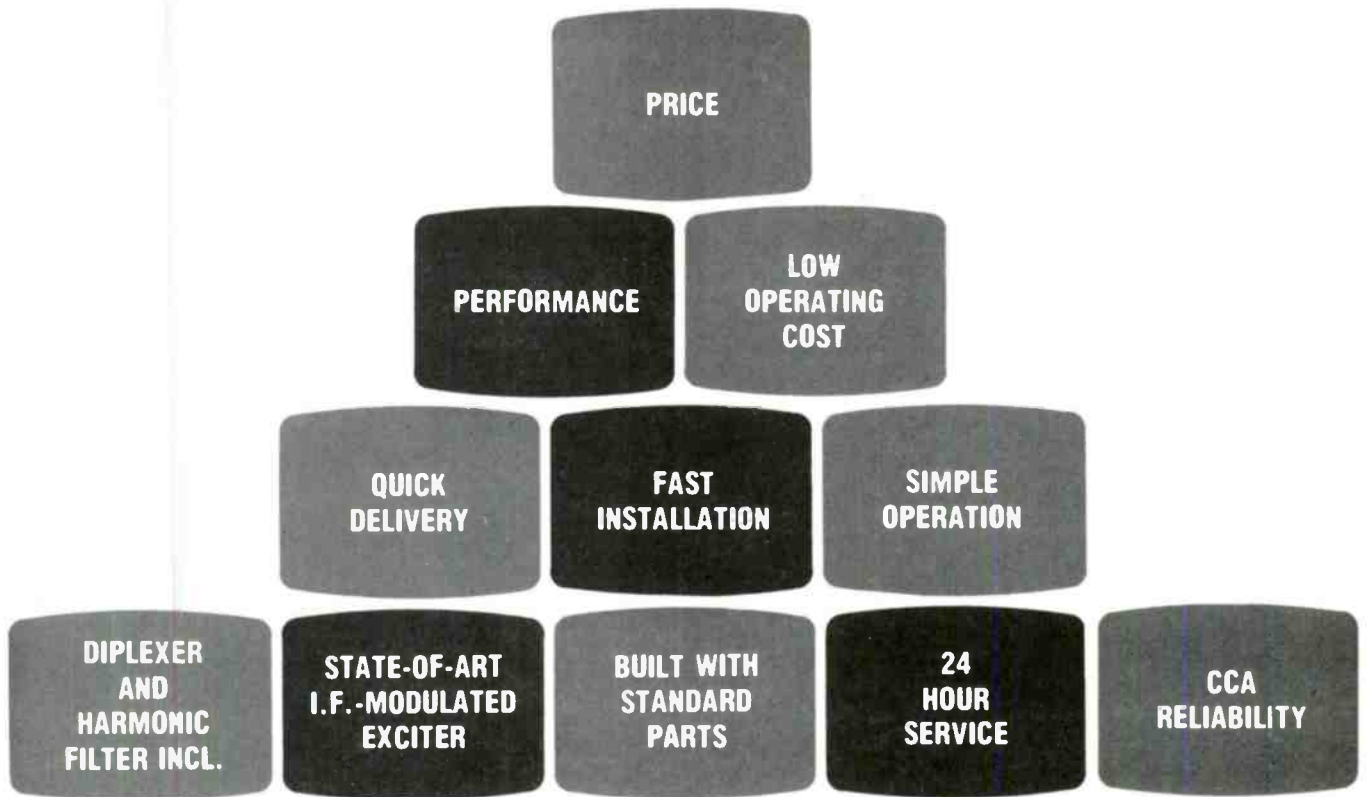 PRICE
PERFORMANCE
LOW
OPERATING
COST
QUICK
DELIVERY
FAST
INSTALLATION
SIMPLE
OPERATION
DIPLEXER
AND
HARMONIC
FILTER INCL.
STATE-OF-ART
I.F.-MODULATED
EXCITER
BUILT WITH
STANDARD
PARTS
24
HOUR
SERVICE
CCA
RELIABILITY